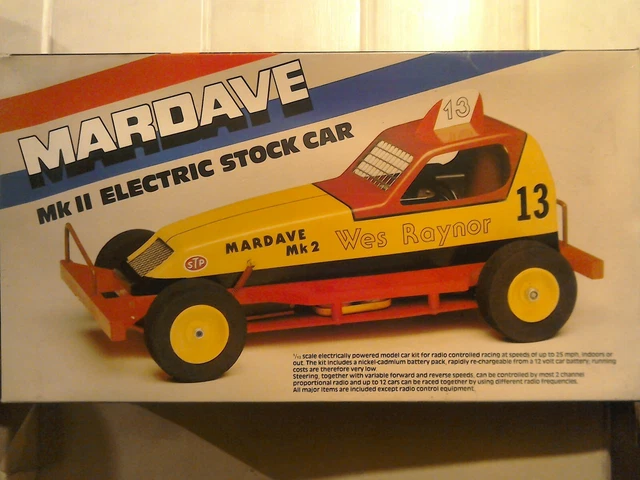 MARDAVE
Mk II ELECTRIC STOCK CAR
13
13
MARDAVE
Mk 2
Wes Raynor
STP
1/12 scale electrically powered model car kit for radio controlled racing at speeds of up to 25 mph, indoors or
out. The kit includes a nickel-cadmium battery pack, rapidly re-chargeable from a 12 volt car battery, running
costs are therefore very low.
Steering, together with variable forward and reverse speeds, can be controlled by most 2 channel
proportional radio and up to 12 cars can be raced together by using different radio frequencies.
All major items are included except radio control equipment.